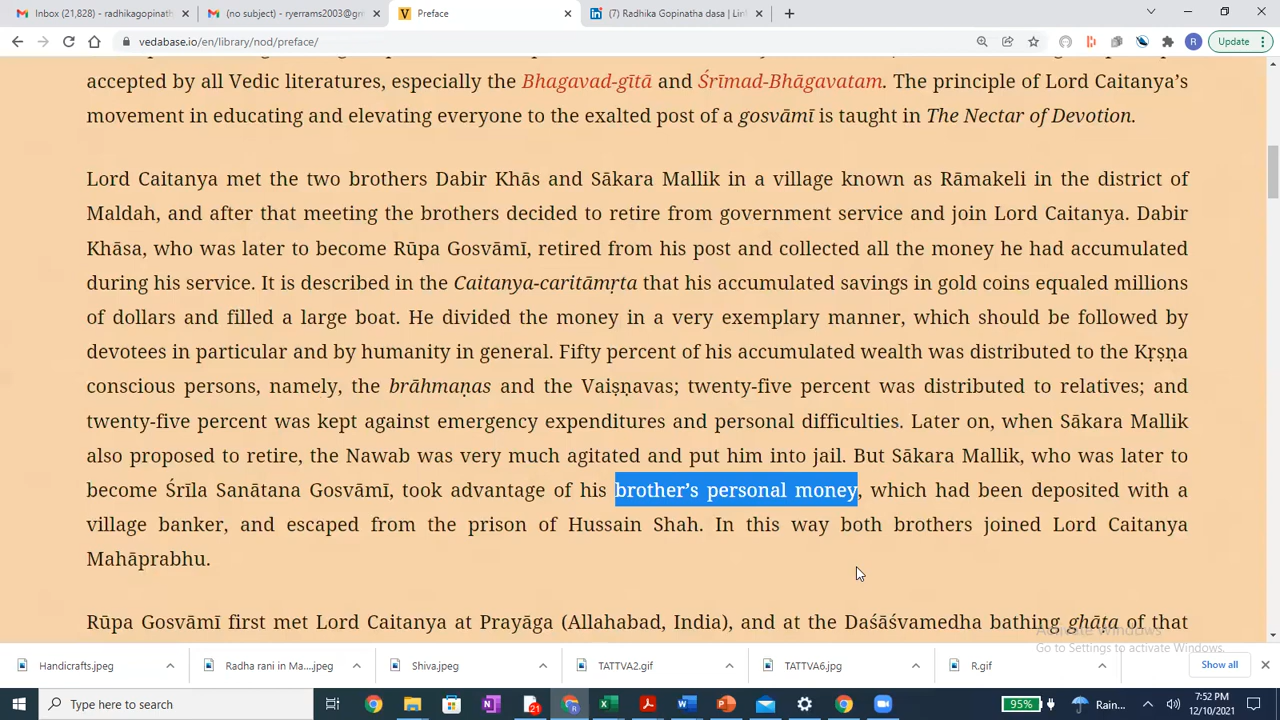 Inbox (21,828) - radhikagopinath
(no subject) - ryerrams2003@gm
Preface
(7) Radhika Gopinatha dasa | Lin
vedabase.io/en/library/nod/preface/
Update
accepted by all Vedic literatures, especially the Bhagavad-gītā and Śrīmad-Bhāgavatam. The principle of Lord Caitanya's
movement in educating and elevating everyone to the exalted post of a gosvāmī is taught in The Nectar of Devotion.
Lord Caitanya met the two brothers Dabir Khās and Sākara Mallik in a village known as Rāmakeli in the district of
Maldah, and after that meeting the brothers decided to retire from government service and join Lord Caitanya. Dabir
Khāsa, who was later to become Rūpa Gosvāmī, retired from his post and collected all the money he had accumulated
during his service. It is described in the Caitanya-caritāmṛta that his accumulated savings in gold coins equaled millions
of dollars and filled a large boat. He divided the money in a very exemplary manner, which should be followed by
devotees in particular and by humanity in general. Fifty percent of his accumulated wealth was distributed to the Kṛṣṇa
conscious persons, namely, the brāhmaṇas and the Vaiṣṇavas; twenty-five percent was distributed to relatives; and
twenty-five percent was kept against emergency expenditures and personal difficulties. Later on, when Sākara Mallik
also proposed to retire, the Nawab was very much agitated and put him into jail. But Sākara Mallik, who was later to
become Śrīla Sanātana Gosvāmī, took advantage of his brother's personal money, which had been deposited with a
village banker, and escaped from the prison of Hussain Shah. In this way both brothers joined Lord Caitanya
Mahāprabhu.
Rūpa Gosvāmī first met Lord Caitanya at Prayāga (Allahabad, India), and at the Daśāśvamedha bathing ghāṭa of that
Activate Windows
Go to Settings to activate Windows.
Handicrafts.jpeg
Radha rani in Ma....jpeg
Shiva.jpeg
TATTVA2.gif
TATTVA6.jpg
R.gif
Show all
Type here to search
21
95%
Rain...
7:52 PM
12/10/2021